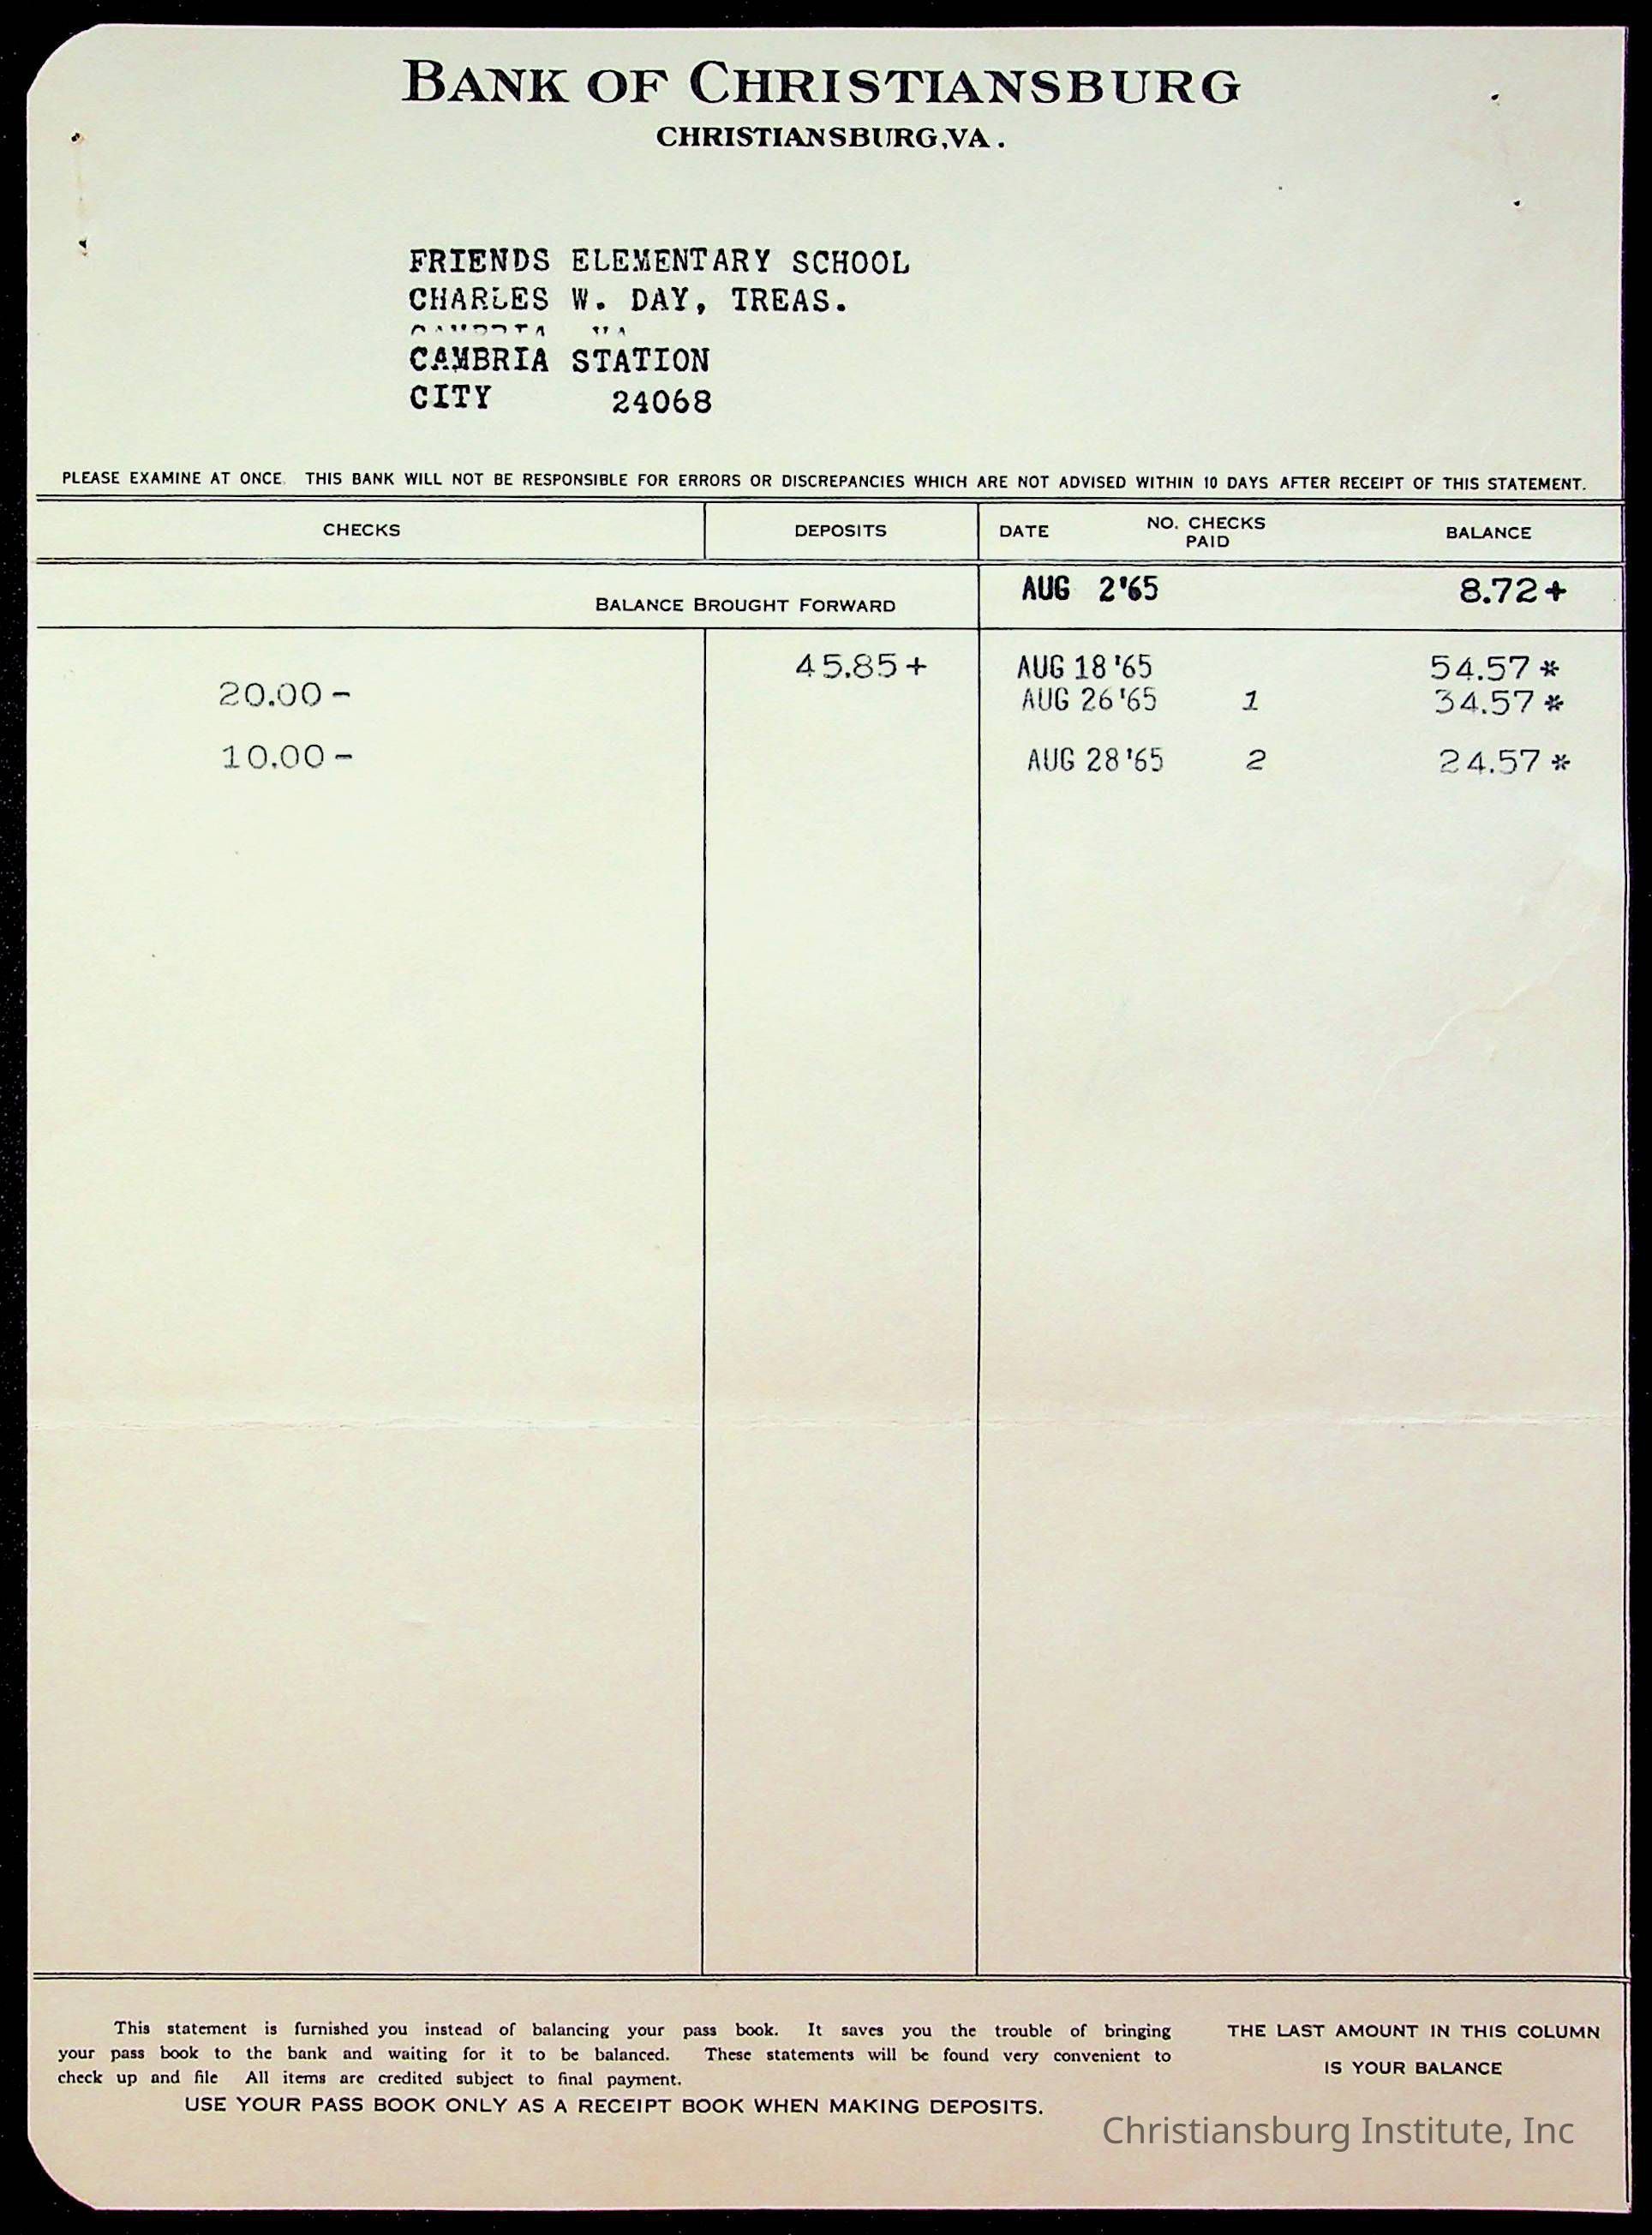 BANK OF CHRISTIANSBURG
CHRISTIANSBURG, VA.
FRIENDS ELEMENTARY SCHOOL
CHARLES W. DAY, TREAS.
CAMBRIA VA
CAMBRIA STATION
CITY 24068
PLEASE EXAMINE AT ONCE. THIS BANK WILL NOT BE RESPONSIBLE FOR ERRORS OR DISCREPANCIES WHICH ARE NOT ADVISED WITHIN 10 DAYS AFTER RECEIPT OF THIS STATEMENT.
CHECKS DEPOSITS DATE NO. CHECKS PAID BALANCE
BALANCE BROUGHT FORWARD AUG 2'65 8.72+
45.85+ AUG 18'65 54.57*
20.00- AUG 26'65 1 34.57*
10.00- AUG 28'65 2 24.57*
This statement is furnished you instead of balancing your pass book. It saves you the trouble of bringing
your pass book to the bank and waiting for it to be balanced. These statements will be found very convenient to
check up and file All items are credited subject to final payment.
USE YOUR PASS BOOK ONLY AS A RECEIPT BOOK WHEN MAKING DEPOSITS.
THE LAST AMOUNT IN THIS COLUMN
IS YOUR BALANCE
Christiansburg Institute, Inc